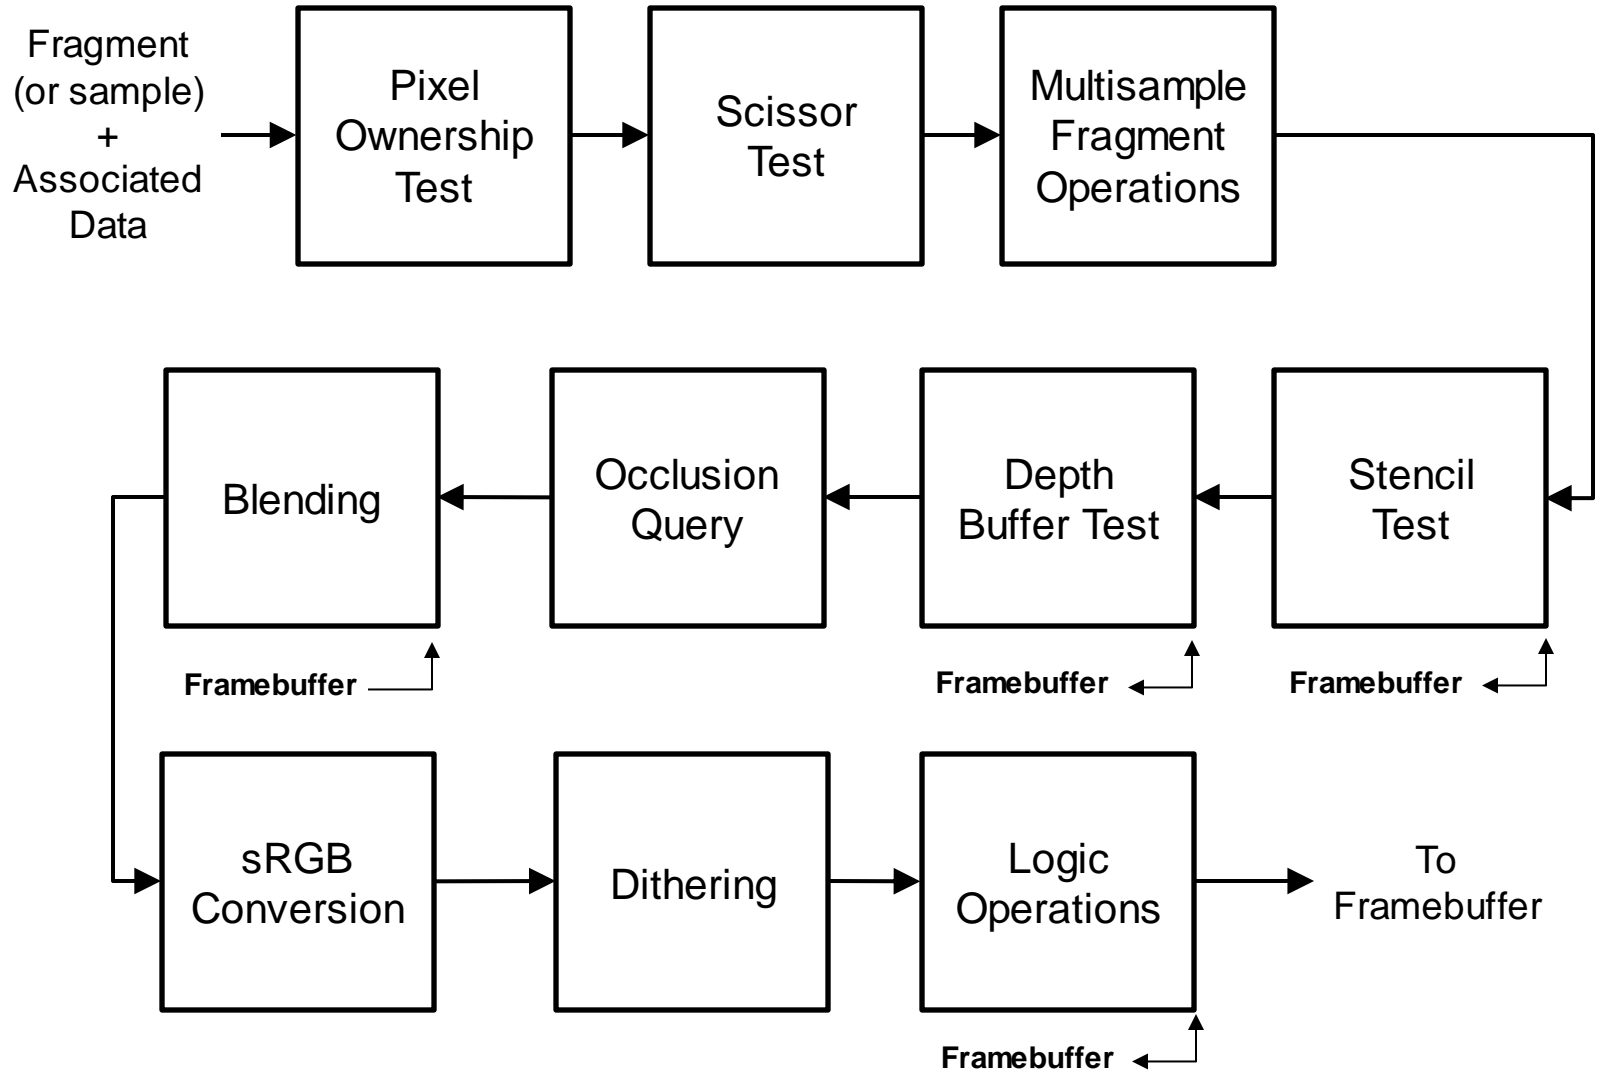 Fragment
(or sample)
+
Associated
Data
Pixel
Ownership
Test
Scissor
Test
Multisample
Fragment
Operations
Blending
Occlusion
Query
Depth
Buffer Test
Stencil
Test
Framebuffer
Framebuffer
Framebuffer
sRGB
Conversion
Dithering
Logic
Operations
To
Framebuffer
Framebuffer